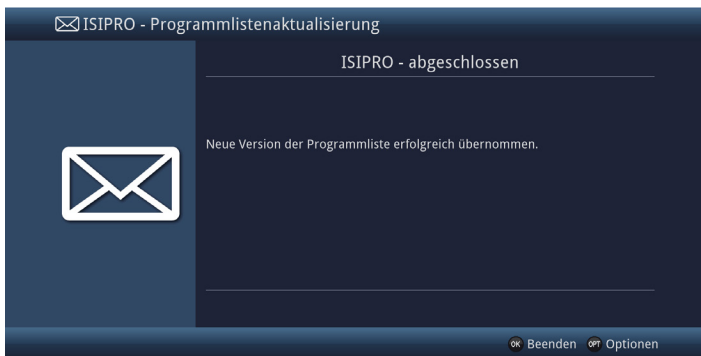 ISIPRO - Programmlistenaktualisierung
ISIPRO - abgeschlossen
Neue Version der Programmliste erfolgreich übernommen.
OK Beenden OPT Optionen